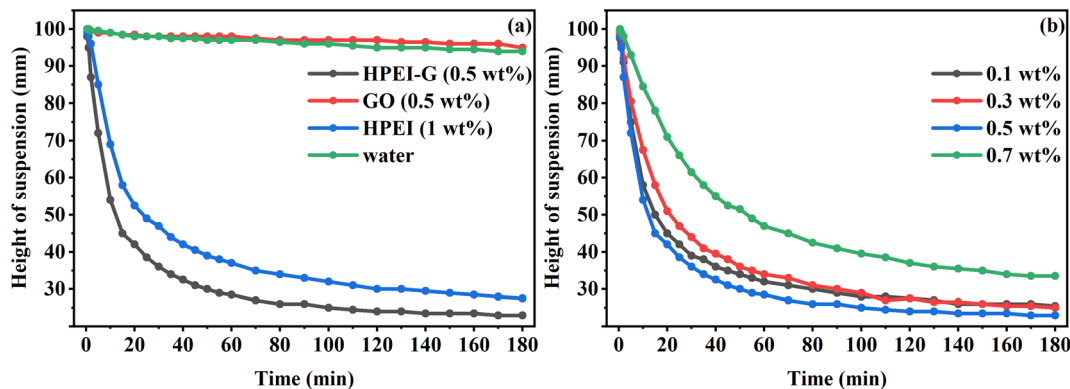 (a)
100
90
80
70
60
50
40
30
Height of suspension (mm)
HPEI-G (0.5 wt%)
GO (0.5 wt%)
HPEI (1 wt%)
water
0 20 40 60 80 100 120 140 160 180
Time (min)
(b)
100
90
80
70
60
50
40
30
Height of suspension (mm)
0.1 wt%
0.3 wt%
0.5 wt%
0.7 wt%
0 20 40 60 80 100 120 140 160 180
Time (min)